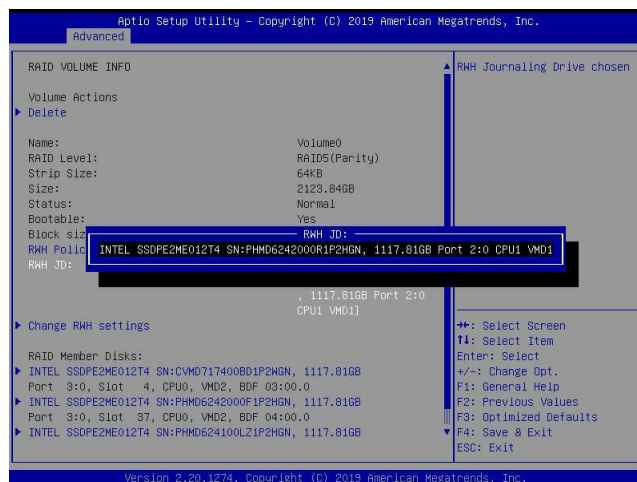 Aptio Setup Utility – Copyright (C) 2019 American Megatrends, Inc.
Advanced
RAID VOLUME INFO
Volume Actions
Delete
Name: Volume0
RAID Level: RAID5(Parity)
Strip Size: 64KB
Size: 2123.84GB
Status: Normal
Bootable: Yes
Block siz
RWH JD:
RWH Polic
INTEL SSDPE2ME012T4 SN:PHMD6242000R1P2HGN, 1117.81GB Port 2:0 CPU1 VMD1
RWH JD:
, 1117.81GB Port 2:0
CPU1 VMD1]
Change RWH settings
RAID Member Disks:
INTEL SSDPE2ME012T4 SN:CVMD717400BD1P2WGN, 1117.81GB
Port 3:0, Slot 4, CPU0, VMD2, BDF 03:00.0
INTEL SSDPE2ME012T4 SN:PHMD6242000F1P2HGN, 1117.81GB
Port 3:0, Slot 37, CPU0, VMD2, BDF 04:00.0
INTEL SSDPE2ME012T4 SN:PHMD624100LZ1P2HGN, 1117.81GB
RWH Journaling Drive chosen
→←: Select Screen
↑↓: Select Item
Enter: Select
+/-: Change Opt.
F1: General Help
F2: Previous Values
F3: Optimized Defaults
F4: Save & Exit
ESC: Exit
Version 2.20.1274. Copyright (C) 2019 American Megatrends, Inc.